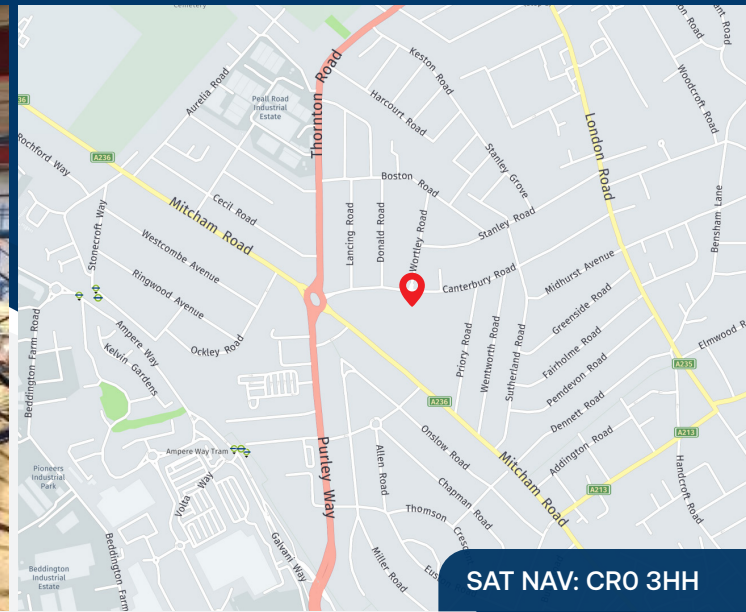 Cemetery
Keston Road
Woodcroft Road
Aurelia Road
Peall Road
Industrial
Estate
Thornton Road
Harcourt Road
London Road
Stanley Grove
A236
Rochford Way
Boston Road
Cecil Road
Mitcham Road
Stonecroft Way
Lancing Road
Donald Road
Wortley Road
Stanley Road
Bensham Lane
Westcombe Avenue
Ringwood Avenue
Canterbury Road
Midhurst Avenue
Greenside Road
Beddington Farm Road
Ampere Way
Ockley Road
Kelvin Gardens
Priory Road
Wentworth Road
Sutherland Road
Fairholme Road
Elmwood
A235
Pemdevon Road
A236
Dennett Road
A213
Addington Road
Onslow Road
Mitcham Road
Ampere Way Tram
Purley Way
Allen Road
Pioneers
Industrial
Park
Volta Way
Chapman Road
Handcroft Road
A213
Thomson
Galvani Way
Miller Road
Beddington
Industrial
Estate
Beddington Farm
SAT NAV: CR0 3HH